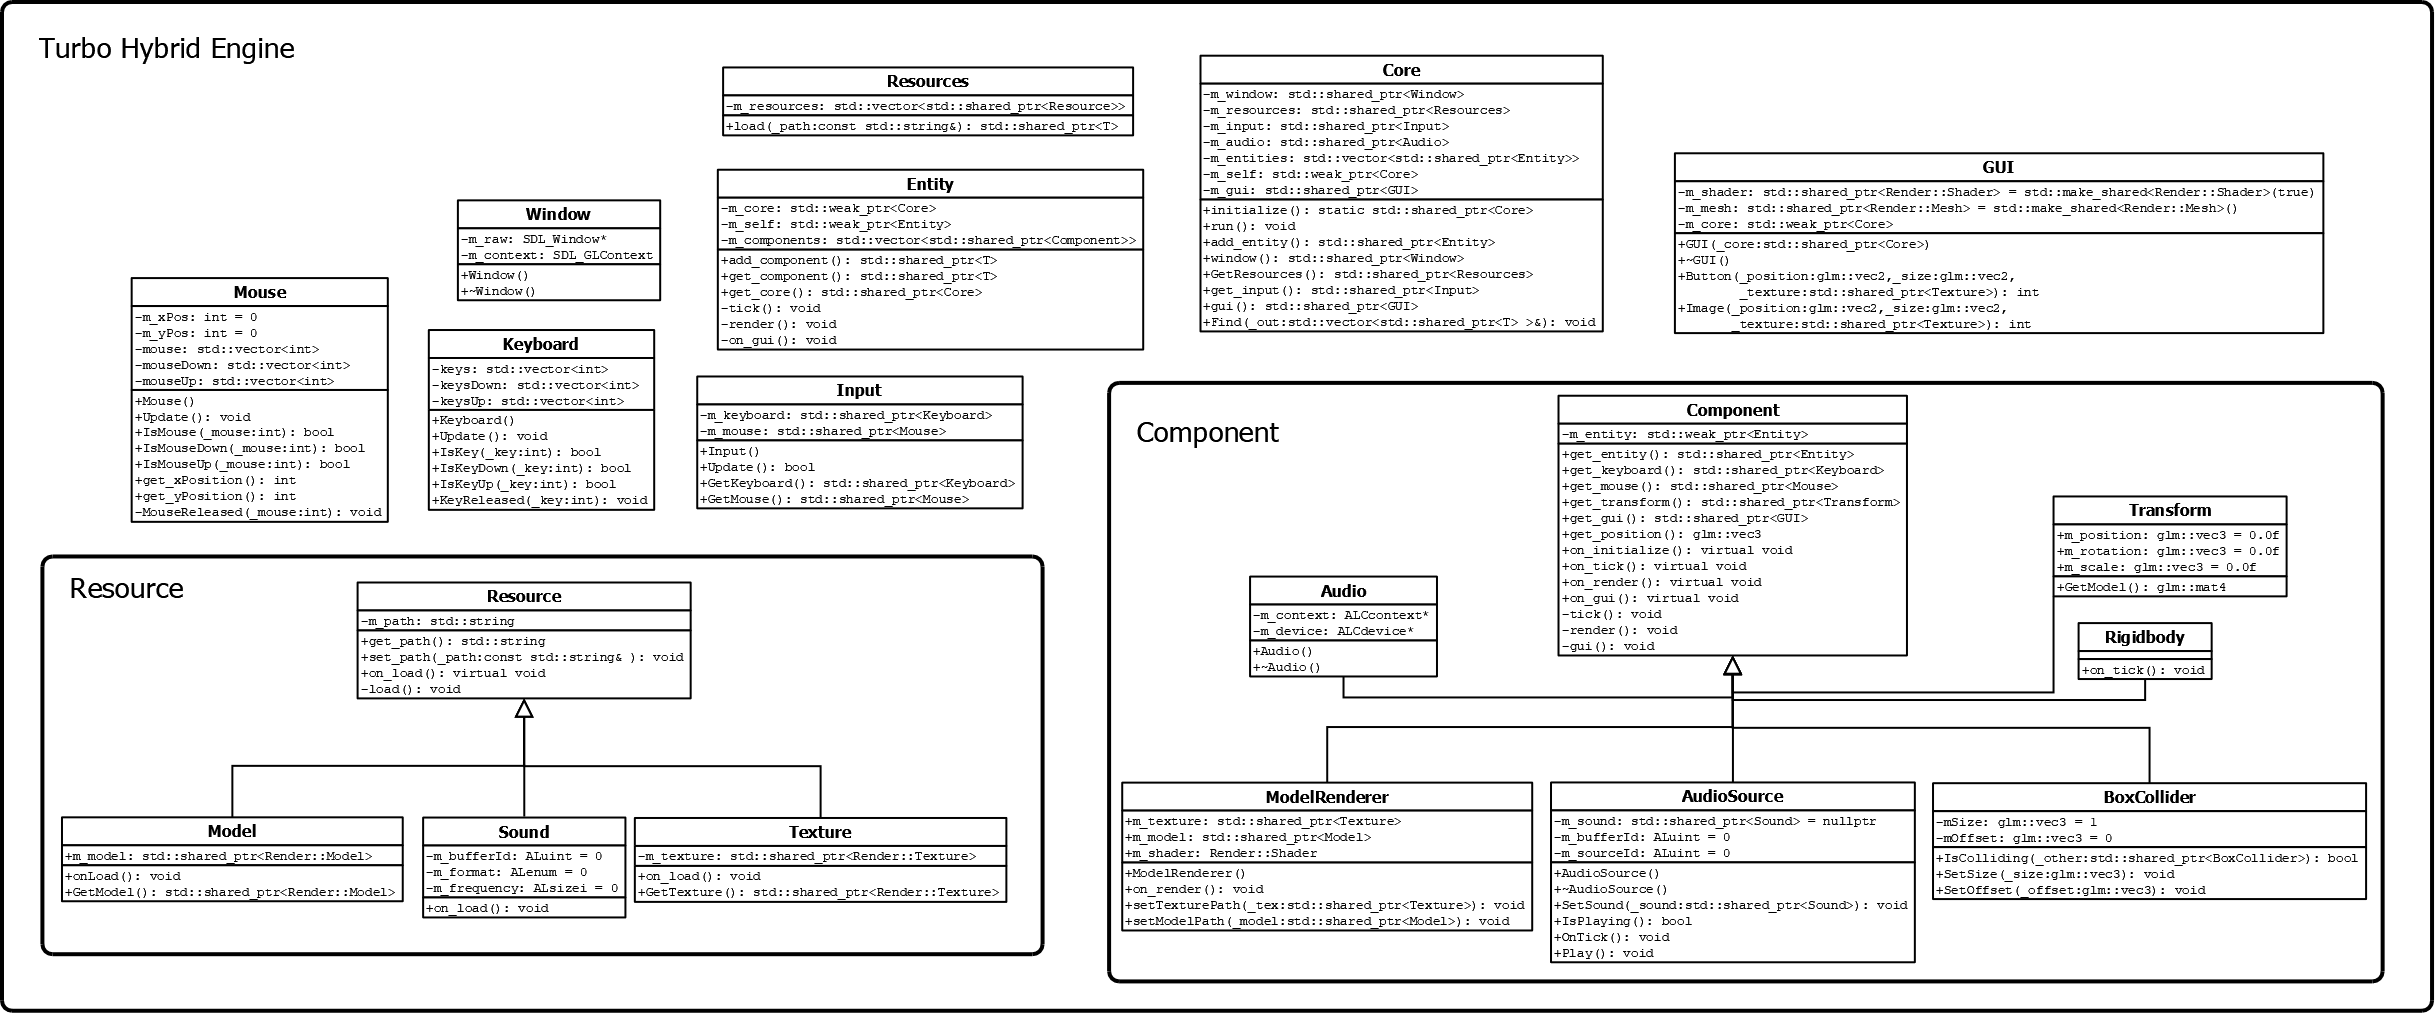 Turbo Hybrid Engine
Resources
-m_resources: std::vector<std::shared_ptr<Resource>>
+load(_path:const std::string&): std::shared_ptr<T>
Core
-m_window: std::shared_ptr<Window>
-m_resources: std::shared_ptr<Resources>
-m_input: std::shared_ptr<Input>
-m_audio: std::shared_ptr<Audio>
-m_entities: std::vector<std::shared_ptr<Entity>>
-m_self: std::weak_ptr<Core>
-m_gui: std::shared_ptr<GUI>
+initialize(): static std::shared_ptr<Core>
+run(): void
+add_entity(): std::shared_ptr<Entity>
+window(): std::shared_ptr<Window>
+GetResources(): std::shared_ptr<Resources>
+get_input(): std::shared_ptr<Input>
+gui(): std::shared_ptr<GUI>
+Find(_out:std::vector<std::shared_ptr<T> >&): void
GUI
-m_shader: std::shared_ptr<Render::Shader> = std::make_shared<Render::Shader>(true)
-m_mesh: std::shared_ptr<Render::Mesh> = std::make_shared<Render::Mesh>()
-m_core: std::weak_ptr<Core>
+GUI(_core:std::shared_ptr<Core>)
+~GUI()
+Button(_position:glm::vec2,_size:glm::vec2,
_texture:std::shared_ptr<Texture>): int
+Image(_position:glm::vec2,_size:glm::vec2,
_texture:std::shared_ptr<Texture>): int
Entity
-m_core: std::weak_ptr<Core>
-m_self: std::weak_ptr<Entity>
-m_components: std::vector<std::shared_ptr<Component>>
+add_component(): std::shared_ptr<T>
+get_component(): std::shared_ptr<T>
+get_core(): std::shared_ptr<Core>
-tick(): void
-render(): void
-on_gui(): void
Window
-m_raw: SDL_Window*
-m_context: SDL_GLContext
+Window()
+~Window()
Mouse
-m_xPos: int = 0
-m_yPos: int = 0
-mouse: std::vector<int>
-mouseDown: std::vector<int>
-mouseUp: std::vector<int>
+Mouse()
+Update(): void
+IsMouse(_mouse:int): bool
+IsMouseDown(_mouse:int): bool
+IsMouseUp(_mouse:int): bool
+get_xPosition(): int
+get_yPosition(): int
-MouseReleased(_mouse:int): void
Keyboard
-keys: std::vector<int>
-keysDown: std::vector<int>
-keysUp: std::vector<int>
+Keyboard()
+Update(): void
+IsKey(_key:int): bool
+IsKeyDown(_key:int): bool
+IsKeyUp(_key:int): bool
+KeyReleased(_key:int): void
Input
-m_keyboard: std::shared_ptr<Keyboard>
-m_mouse: std::shared_ptr<Mouse>
+Input()
+Update(): bool
+GetKeyboard(): std::shared_ptr<Keyboard>
+GetMouse(): std::shared_ptr<Mouse>
Resource
Resource
-m_path: std::string
+get_path(): std::string
+set_path(_path:const std::string& ): void
+on_load(): virtual void
-load(): void
Model
+m_model: std::shared_ptr<Render::Model>
+onLoad(): void
+GetModel(): std::shared_ptr<Render::Model>
Sound
-m_bufferId: ALuint = 0
-m_format: ALenum = 0
-m_frequency: ALsizei = 0
+on_load(): void
Texture
-m_texture: std::shared_ptr<Render::Texture>
+on_load(): void
+GetTexture(): std::shared_ptr<Render::Texture>
Component
Component
-m_entity: std::weak_ptr<Entity>
+get_entity(): std::shared_ptr<Entity>
+get_keyboard(): std::shared_ptr<Keyboard>
+get_mouse(): std::shared_ptr<Mouse>
+get_transform(): std::shared_ptr<Transform>
+get_gui(): std::shared_ptr<GUI>
+get_position(): glm::vec3
+on_initialize(): virtual void
+on_tick(): virtual void
+on_render(): virtual void
+on_gui(): virtual void
-tick(): void
-render(): void
-gui(): void
Transform
+m_position: glm::vec3 = 0.0f
+m_rotation: glm::vec3 = 0.0f
+m_scale: glm::vec3 = 0.0f
+GetModel(): glm::mat4
Audio
-m_context: ALCcontext*
-m_device: ALCdevice*
+Audio()
+~Audio()
Rigidbody
+on_tick(): void
ModelRenderer
+m_texture: std::shared_ptr<Texture>
+m_model: std::shared_ptr<Model>
+m_shader: Render::Shader
+ModelRenderer()
+on_render(): void
+setTexturePath(_tex:std::shared_ptr<Texture>): void
+setModelPath(_model:std::shared_ptr<Model>): void
AudioSource
-m_sound: std::shared_ptr<Sound> = nullptr
-m_bufferId: ALuint = 0
-m_sourceId: ALuint = 0
+AudioSource()
+~AudioSource()
+SetSound(_sound:std::shared_ptr<Sound>): void
+IsPlaying(): bool
+OnTick(): void
+Play(): void
BoxCollider
-mSize: glm::vec3 = 1
-mOffset: glm::vec3 = 0
+IsColliding(_other:std::shared_ptr<BoxCollider>): bool
+SetSize(_size:glm::vec3): void
+SetOffset(_offset:glm::vec3): void